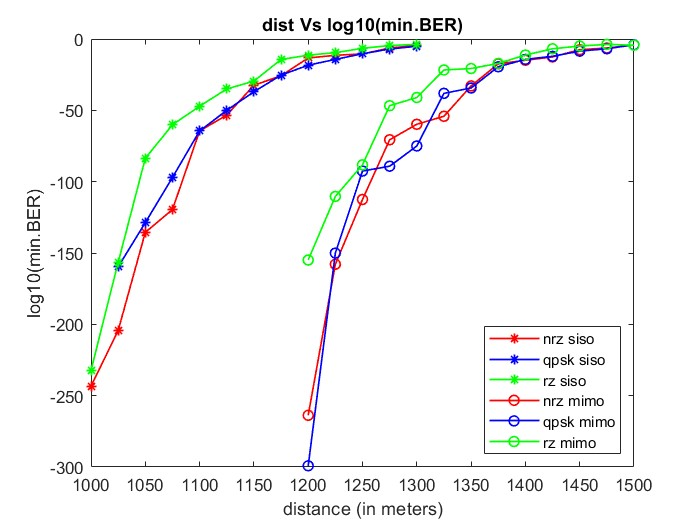 dist Vs log10(min.BER)
log10(min.BER)
0
-50
-100
-150
-200
-250
-300
1000 1050 1100 1150 1200 1250 1300 1350 1400 1450 1500
distance (in meters)
nrz siso
qpsk siso
rz siso
nrz mimo
qpsk mimo
rz mimo